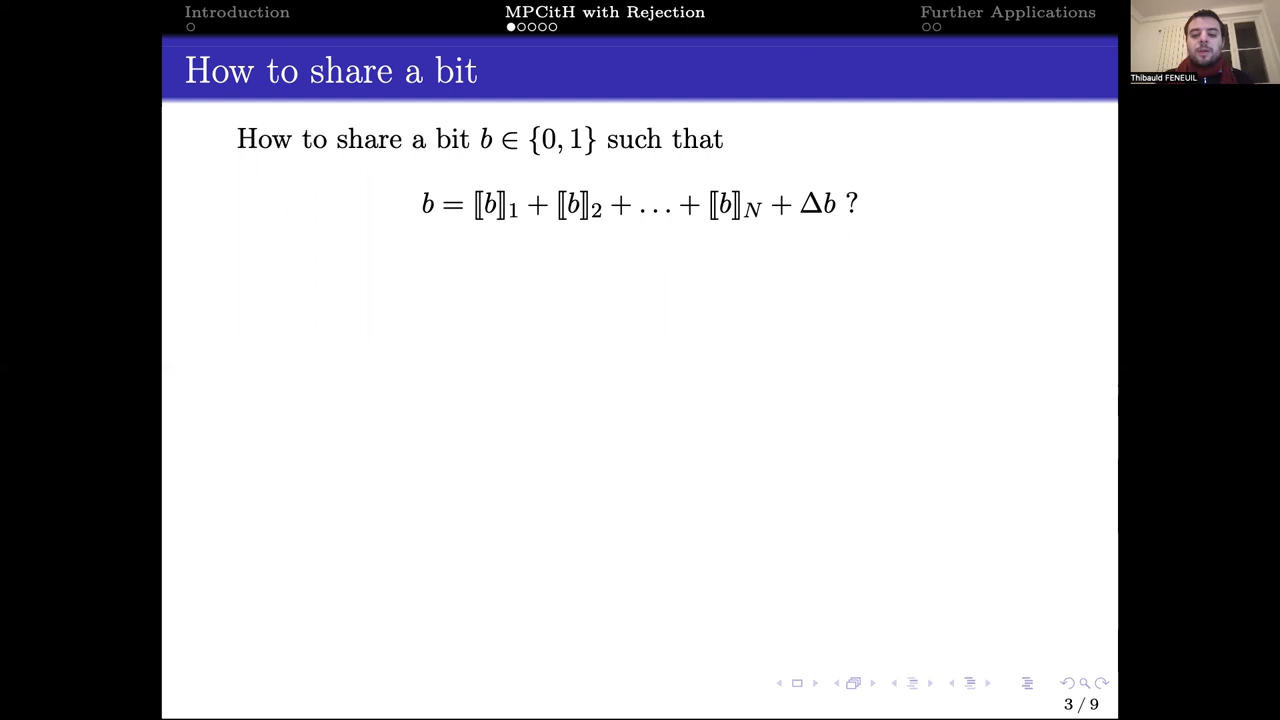 Introduction
MPCitH with Rejection
Further Applications
How to share a bit
How to share a bit b ∈ {0, 1} such that
b = ⟦b⟧₁ + ⟦b⟧₂ + … + ⟦b⟧_N + Δb ?
Thibauld FENEUIL
3 / 9